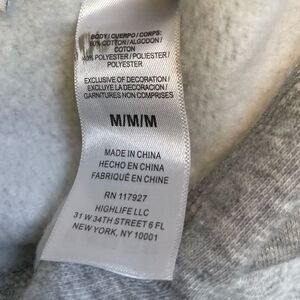 BODY / CUERPO / CORPS:
60% COTTON / ALGODON /
COTON
40% POLYESTER / POLIESTER /
POLYESTER
EXCLUSIVE OF DECORATION /
EXCLUYE LA DECORACION /
GARNITURES NON COMPRISES
M/M/M
MADE IN CHINA
HECHO EN CHINA
FABRIQUÉ EN CHINE
RN 117927
HIGHLIFE LLC
31 W 34TH STREET 6 FL
NEW YORK, NY 10001